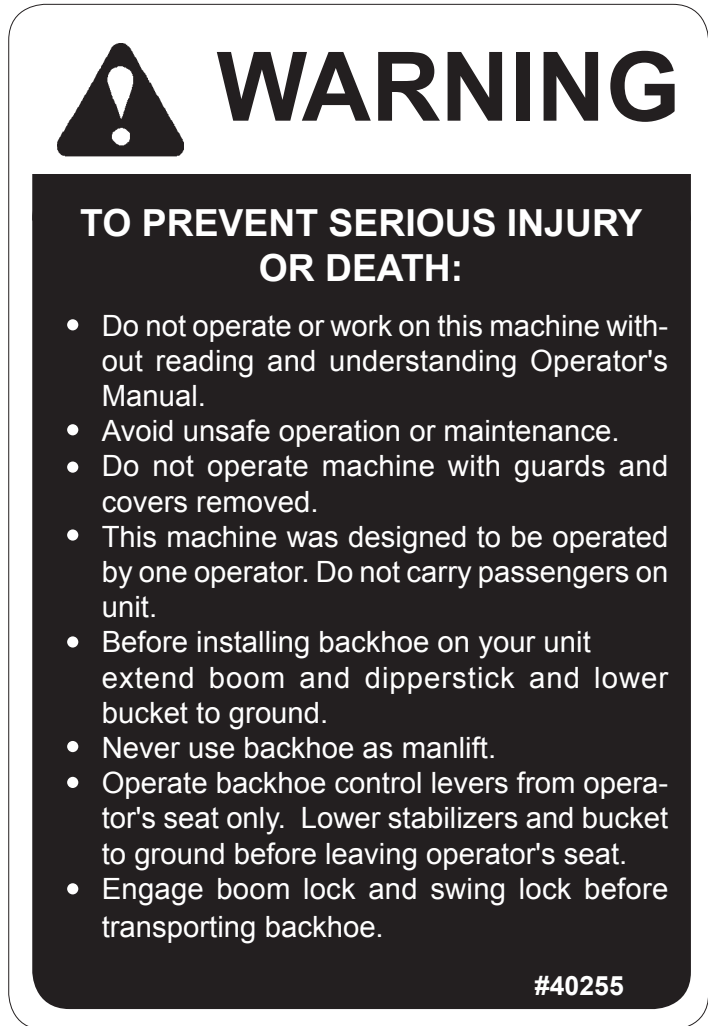 WARNING
TO PREVENT SERIOUS INJURY
OR DEATH:
• Do not operate or work on this machine with-
out reading and understanding Operator's
Manual.
• Avoid unsafe operation or maintenance.
• Do not operate machine with guards and
covers removed.
• This machine was designed to be operated
by one operator. Do not carry passengers on
unit.
• Before installing backhoe on your unit
extend boom and dipperstick and lower
bucket to ground.
• Never use backhoe as manlift.
• Operate backhoe control levers from opera-
tor's seat only.  Lower stabilizers and bucket
to ground before leaving operator's seat.
• Engage boom lock and swing lock before
transporting backhoe.
#40255